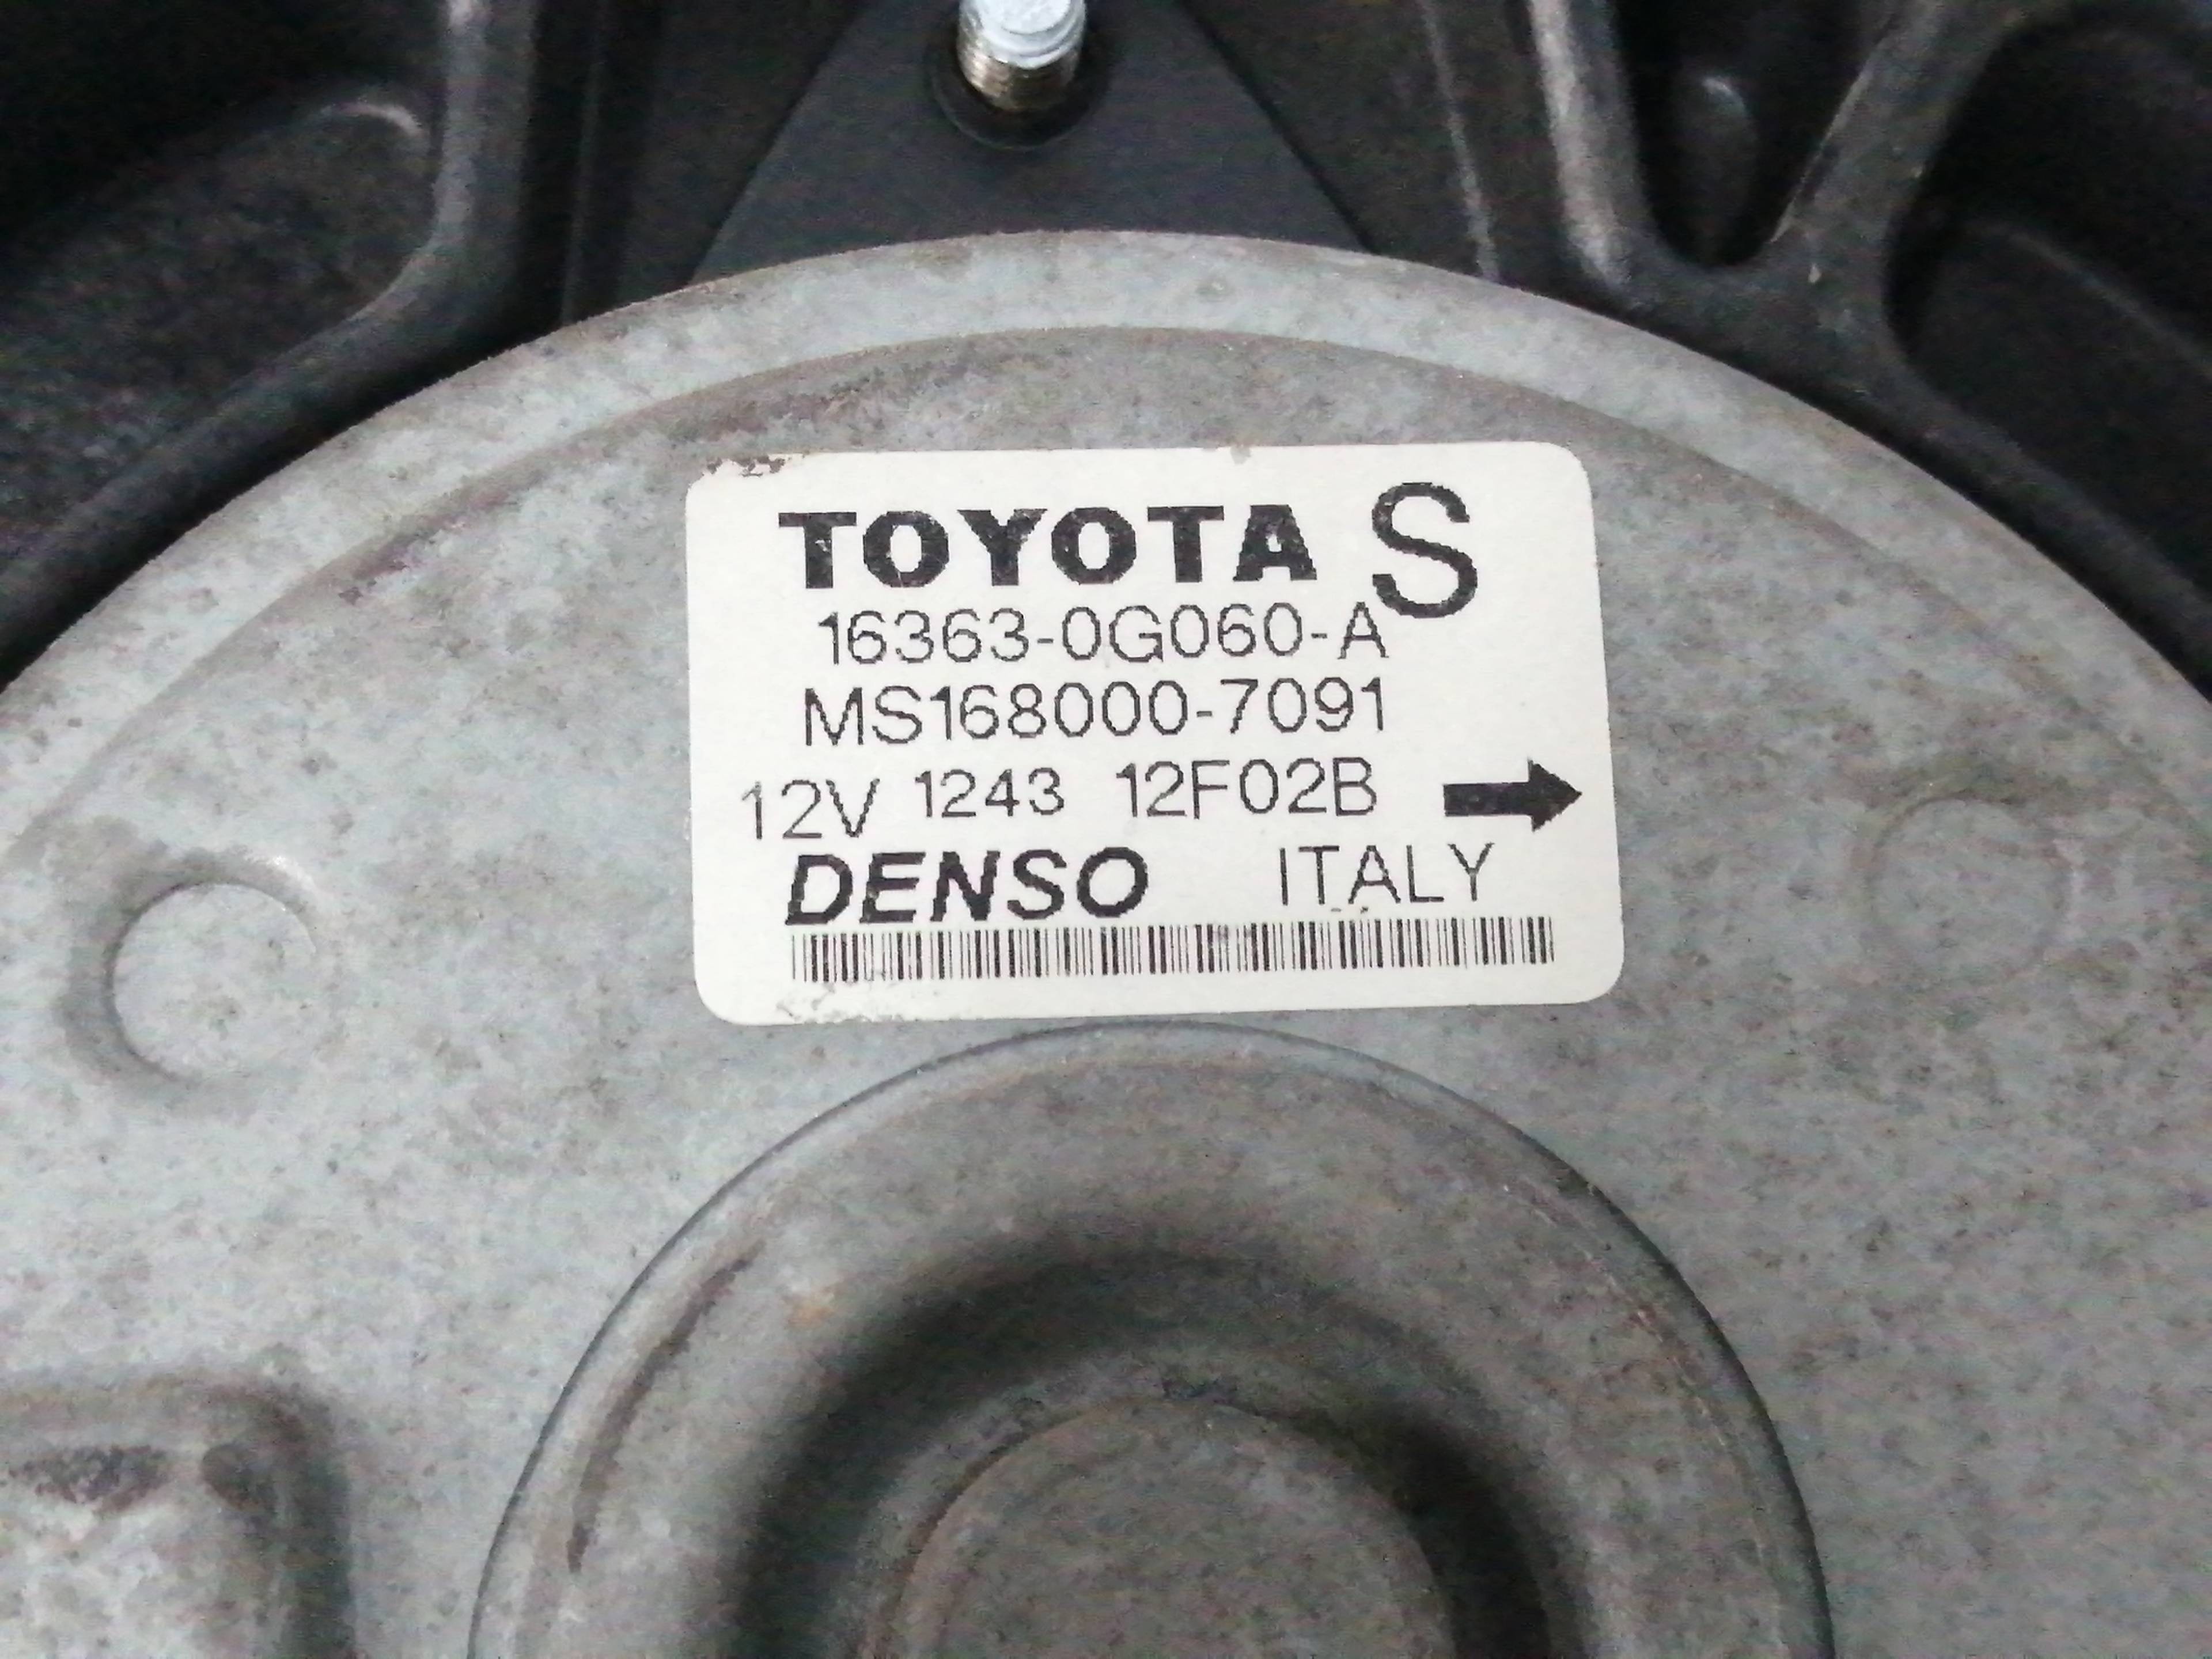 TOYOTA S
16363-0G060-A
MS168000-7091
12V 1243 12F02B
DENSO ITALY